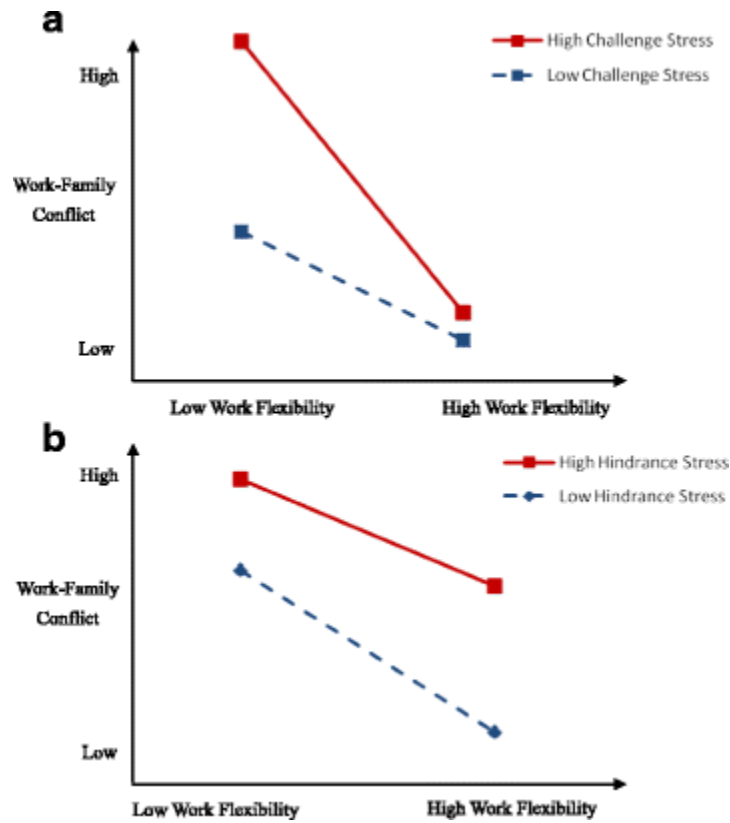 a
High Challenge Stress
Low Challenge Stress
High
Work-Family
Conflict
Low
Low Work Flexibility
High Work Flexibility
b
High Hindrance Stress
Low Hindrance Stress
High
Work-Family
Conflict
Low
Low Work Flexibility
High Work Flexibility